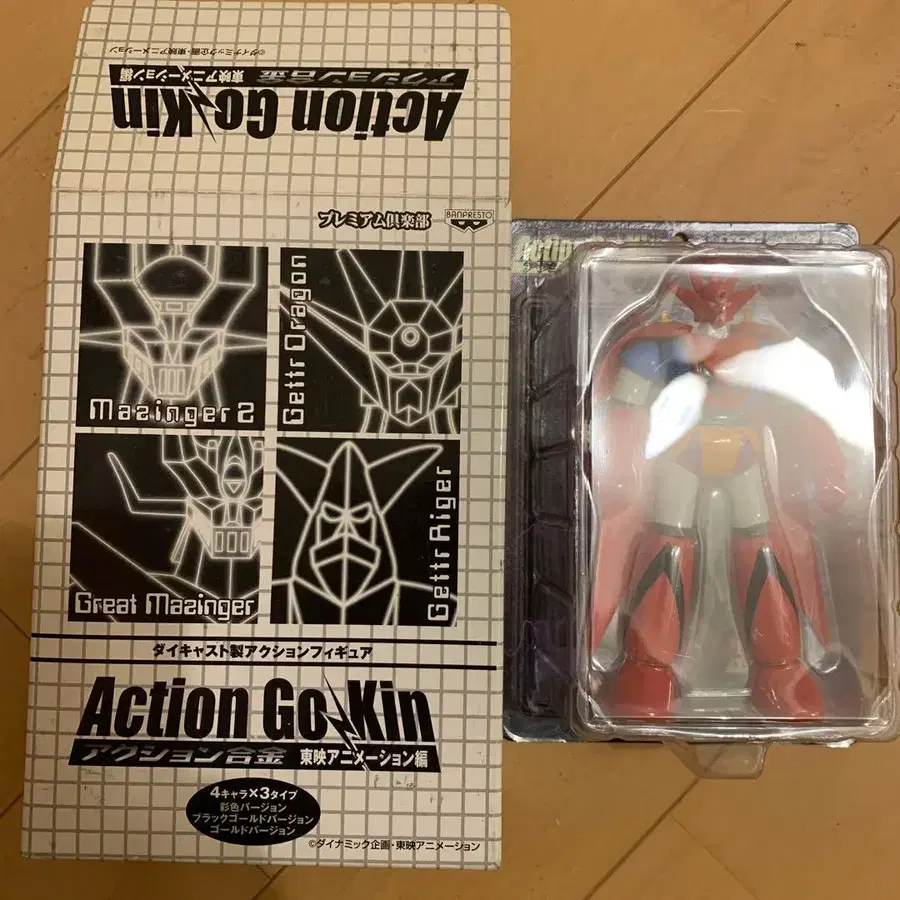 ©ダイナミック企画・東映アニメーション
Action Go Kin
アクション合金 東映アニメーション編
プレミアム倶楽部
BANPRESTO
Mazinger Z
Gettr Dragon
Great Mazinger
Gettr Riger
ダイキャスト製アクションフィギュア
Action Go Kin
アクション合金 東映アニメーション編
4キャラ×3タイプ
彩色バージョン
ブラックゴールドバージョン
ゴールドバージョン
©ダイナミック企画・東映アニメーション
Action